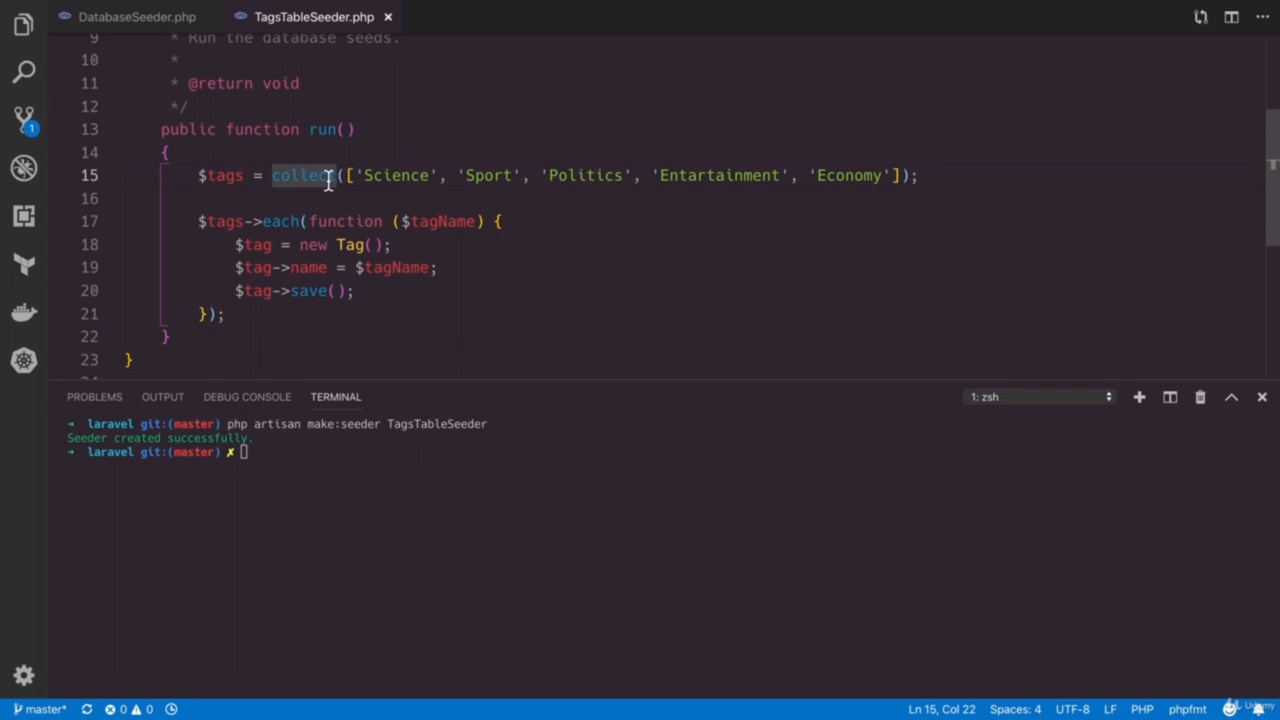 DatabaseSeeder.php
TagsTableSeeder.php
9 * Run the database seeds.
10 *
11 * @return void
12 */
13 public function run()
14 {
15 $tags = collect(['Science', 'Sport', 'Politics', 'Entartainment', 'Economy']);
16
17 $tags->each(function ($tagName) {
18 $tag = new Tag();
19 $tag->name = $tagName;
20 $tag->save();
21 });
22 }
23 }
1
PROBLEMS OUTPUT DEBUG CONSOLE TERMINAL 1: zsh
→ laravel git:(master) php artisan make:seeder TagsTableSeeder
Seeder created successfully.
→ laravel git:(master) ✗
master* 0 0 Ln 15, Col 22 Spaces: 4 UTF-8 LF PHP phpfmt
Udemy